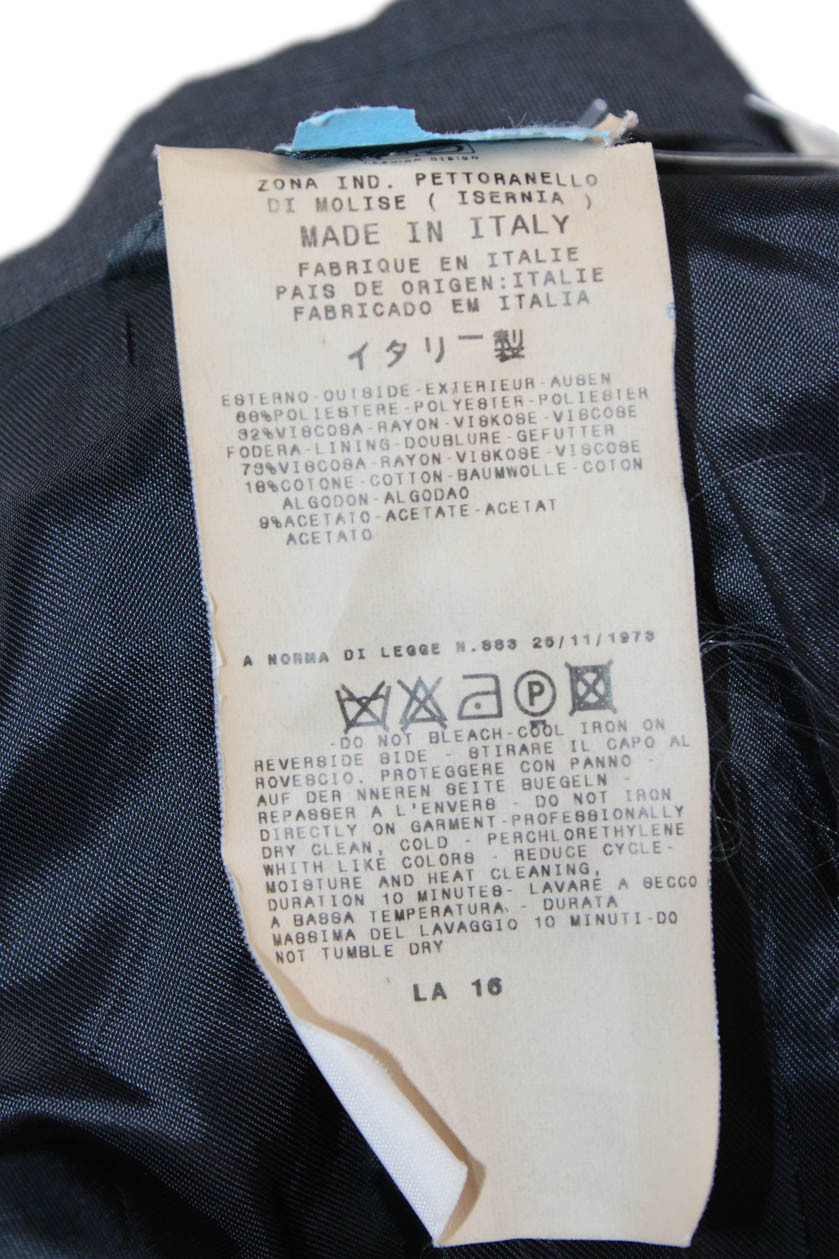 FASHION DESIGN
ZONA IND. PETTORANELLO
DI MOLISE ( ISERNIA )
MADE IN ITALY
FABRIQUE EN ITALIE
PAIS DE ORIGEN:ITALIE
FABRICADO EM ITALIA
イタリー製
ESTERNO-OUTSIDE-EXTERIEUR-AUSEN
68%POLIESTERE-POLYESTER-POLIESTER
32%VISCOSA-RAYON-VISKOSE-VISCOSE
FODERA-LINING-DOUBLURE-GEFUTTER
73%VISCOSA-RAYON-VISKOSE-VISCOSE
18%COTONE-COTTON-BAUMWOLLE-COTON
ALGODON-ALGODAO
9%ACETATO-ACETATE-ACETAT
ACETATO
A NORMA DI LEGGE N.883 25/11/1973
P
-DO NOT BLEACH-COOL IRON ON
REVERSIDE SIDE - STIRARE IL CAPO AL
ROVESCIO. PROTEGGERE CON PANNO -
AUF DER NNEREN SEITE BUEGELN -
REPASSER A L'ENVERS - DO NOT IRON
DIRECTLY ON GARMENT-PROFESSIONALLY
DRY CLEAN, COLD - PERCHLORETHYLENE
WHITH LIKE COLORS - REDUCE CYCLE-
MOISTURE AND HEAT CLEANING,
DURATION 10 MINUTES- LAVARE A SECCO
A BASSA TEMPERATURA, - DURATA
MASSIMA DEL LAVAGGIO 10 MINUTI-DO
NOT TUMBLE DRY
LA 16